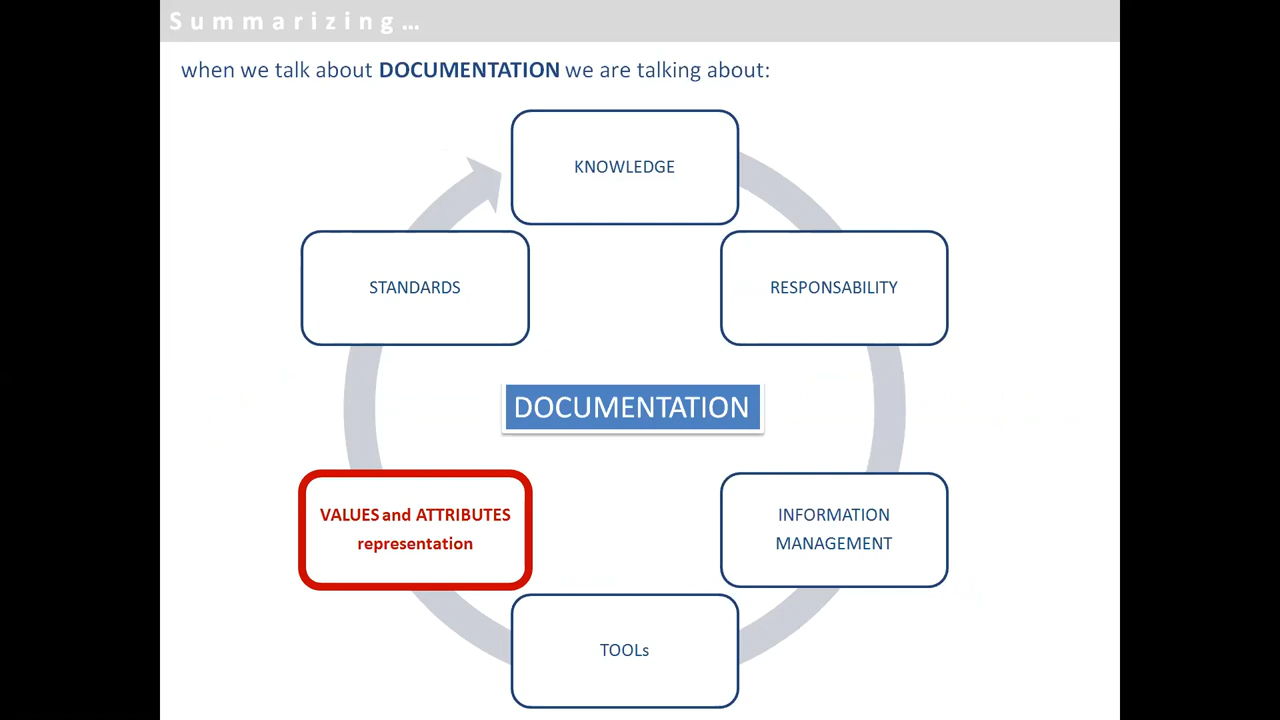 Summarizing…
when we talk about DOCUMENTATION we are talking about:
KNOWLEDGE
STANDARDS
RESPONSABILITY
DOCUMENTATION
VALUES and ATTRIBUTES
representation
INFORMATION
MANAGEMENT
TOOLs